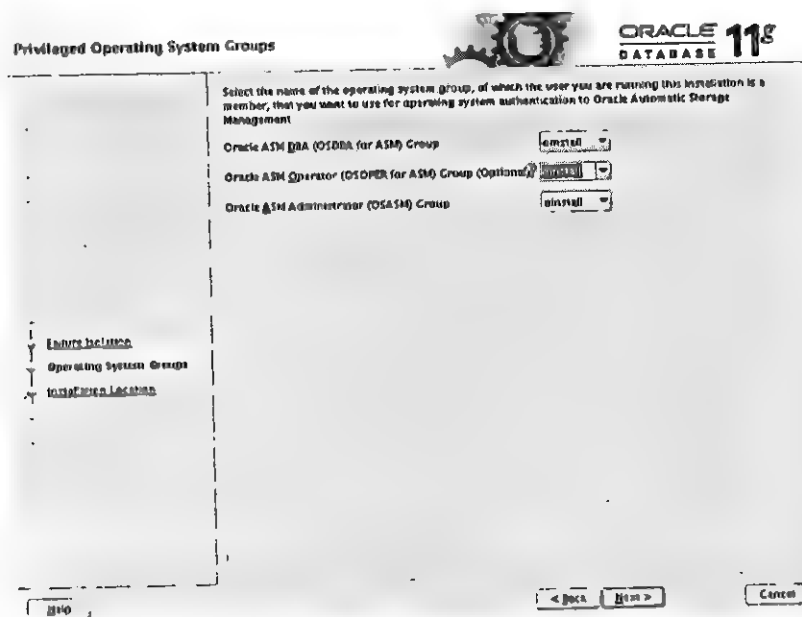 Privileged Operating System Groups
ORACLE
DATABASE 11g
Select the name of the operating system group, of which the user you are running this installation is a
member, that you want to use for operating system authentication to Oracle Automatic Storage
Management
Oracle ASM DBA (OSDBA for ASM) Group
Oracle ASM Operator (OSOPER for ASM) Group (Optional)
Oracle ASM Administrator (OSASM) Group oinstall
Failure Isolation
Operating System Groups
Installation Location
Help
< Back
Next >
Cancel